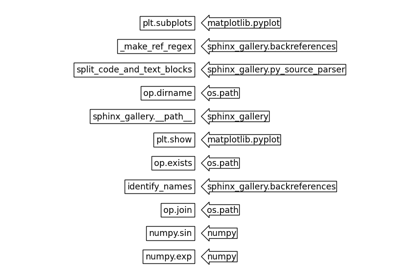 plt.subplots matplotlib.pyplot
_make_ref_regex sphinx_gallery.backreferences
split_code_and_text_blocks sphinx_gallery.py_source_parser
op.dirname os.path
sphinx_gallery.__path__ sphinx_gallery
plt.show matplotlib.pyplot
op.exists os.path
identify_names sphinx_gallery.backreferences
op.join os.path
numpy.sin numpy
numpy.exp numpy